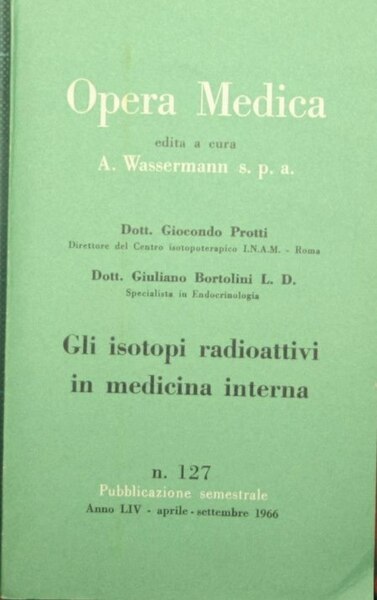 Opera Medica
edita a cura
A. Wassermann s. p. a.
Dott. Giocondo Protti
Direttore del Centro isotopoterapico I.N.A.M. - Roma
Dott. Giuliano Bortolini L. D.
Specialista in Endocrinologia
Gli isotopi radioattivi
in medicina interna
n. 127
Pubblicazione semestrale
Anno LIV - aprile - settembre 1966